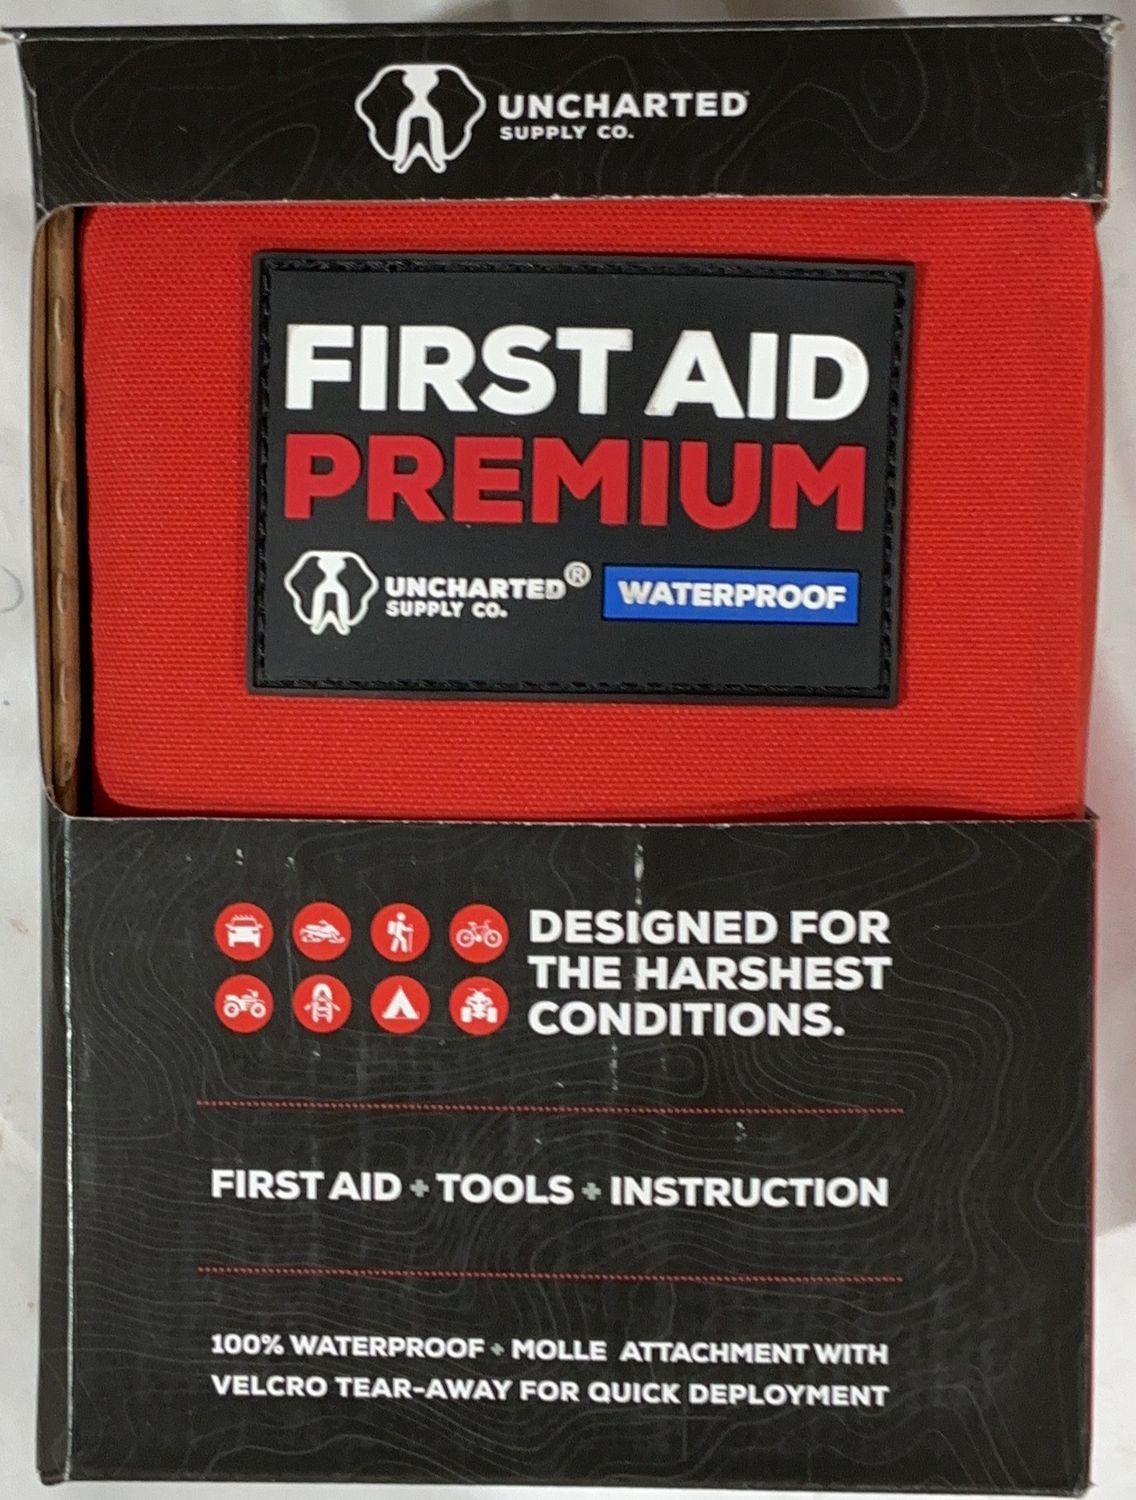 UNCHARTED
SUPPLY CO.
FIRST AID
PREMIUM
UNCHARTED®
SUPPLY CO.
WATERPROOF
DESIGNED FOR
THE HARSHEST
CONDITIONS.
FIRST AID + TOOLS + INSTRUCTION
100% WATERPROOF + MOLLE ATTACHMENT WITH
VELCRO TEAR-AWAY FOR QUICK DEPLOYMENT